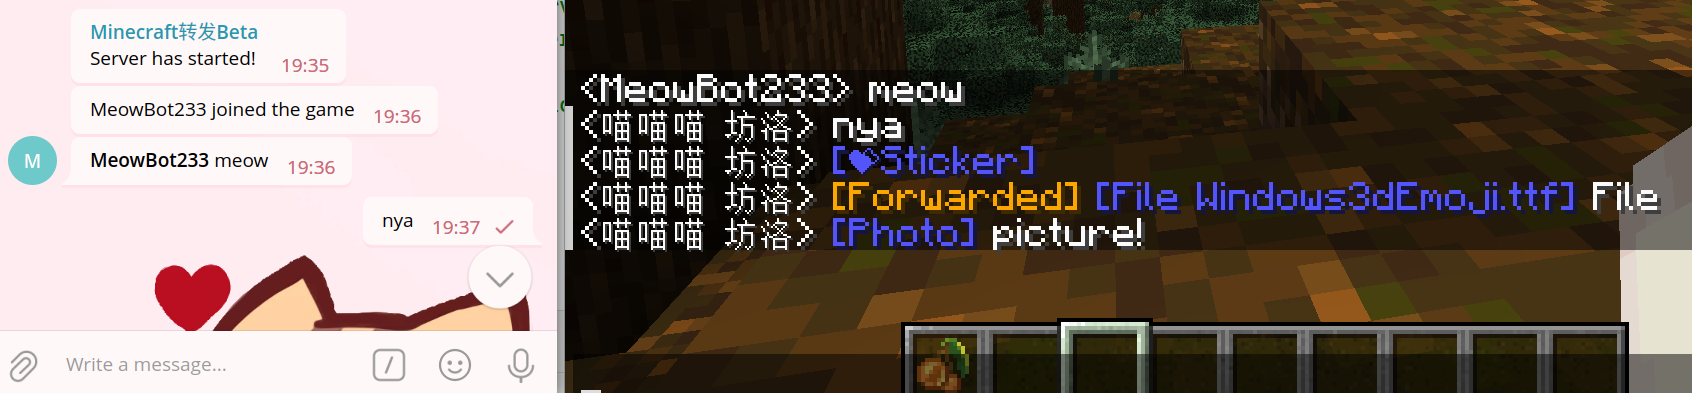 Minecraft转发Beta
Server has started! 19:35
MeowBot233 joined the game 19:36
M
MeowBot233 meow 19:36
nya 19:37
Write a message...
<MeowBot233> meow
<喵喵喵 坊洛> nya
<喵喵喵 坊洛> [💝Sticker]
<喵喵喵 坊洛> [Forwarded] [File Windows3dEmoji.ttf] File
<喵喵喵 坊洛> [Photo] picture!